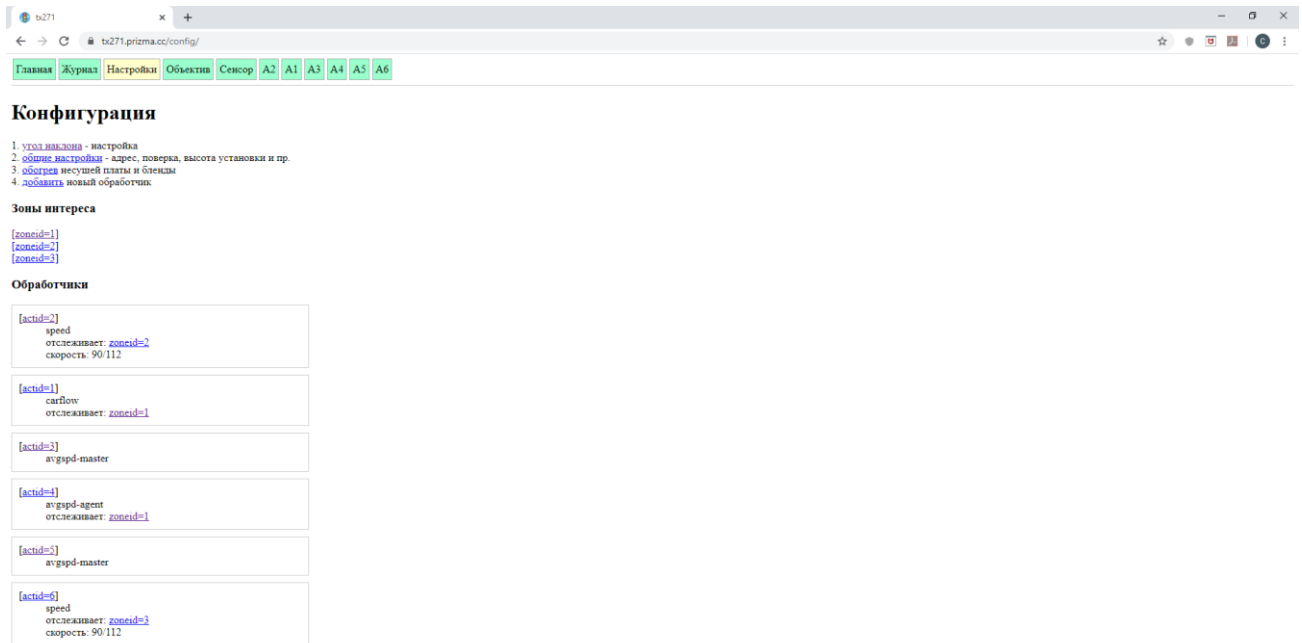 tx271
tx271.prizma.cc/config/
Главная Журнал Настройки Объектив Сенсор A2 A1 A3 A4 A5 A6
Конфигурация
1. угол наклона - настройка
2. общие настройки - адрес, поверка, высота установки и пр.
3. обогрев несущей платы и бленды
4. добавить новый обработчик
Зоны интереса
[zoneid=1]
[zoneid=2]
[zoneid=3]
Обработчики
[actid=2]
speed
отслеживает: zoneid=2
скорость: 90/112
[actid=1]
carflow
отслеживает: zoneid=1
[actid=3]
avgspd-master
[actid=4]
avgspd-agent
отслеживает: zoneid=1
[actid=5]
avgspd-master
[actid=6]
speed
отслеживает: zoneid=3
скорость: 90/112